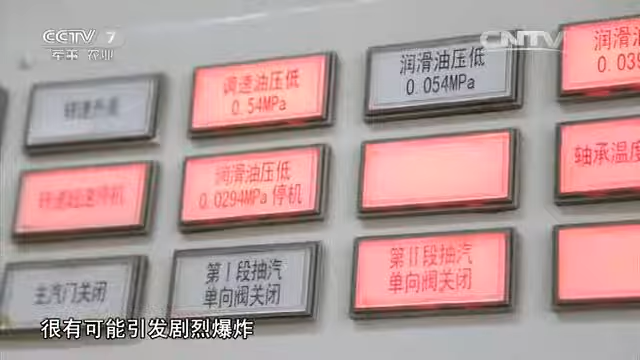 CCTV 7
军事 农业
CNTV
调速油压低
0.54MPa
润滑油压低
0.054MPa
润滑
0.039
转速升高
转速超速停机
润滑油压低
0.0294MPa 停机
轴承温度
主汽门关闭
第Ⅰ段抽汽
单向阀关闭
第Ⅱ段抽汽
单向阀关闭
很有可能引发剧烈爆炸